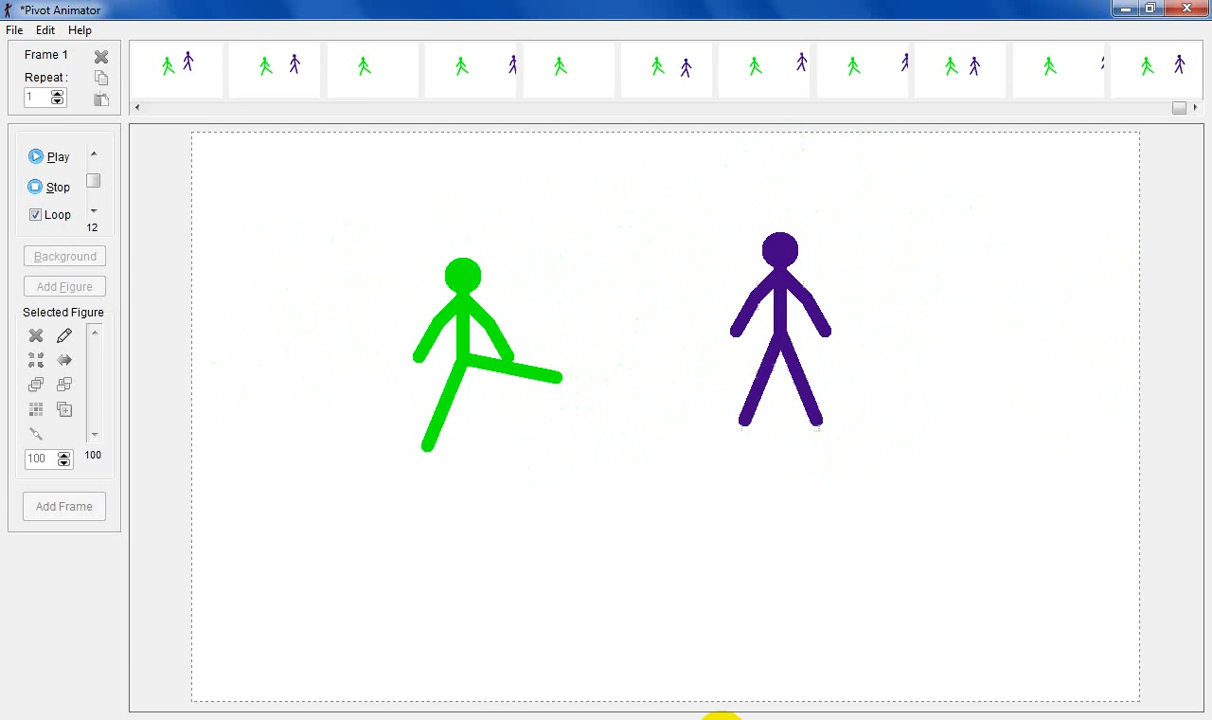 *Pivot Animator
File Edit Help
Frame 1
Repeat:
1
Play
Stop
Loop
12
Background
Add Figure
Selected Figure
100
100
Add Frame